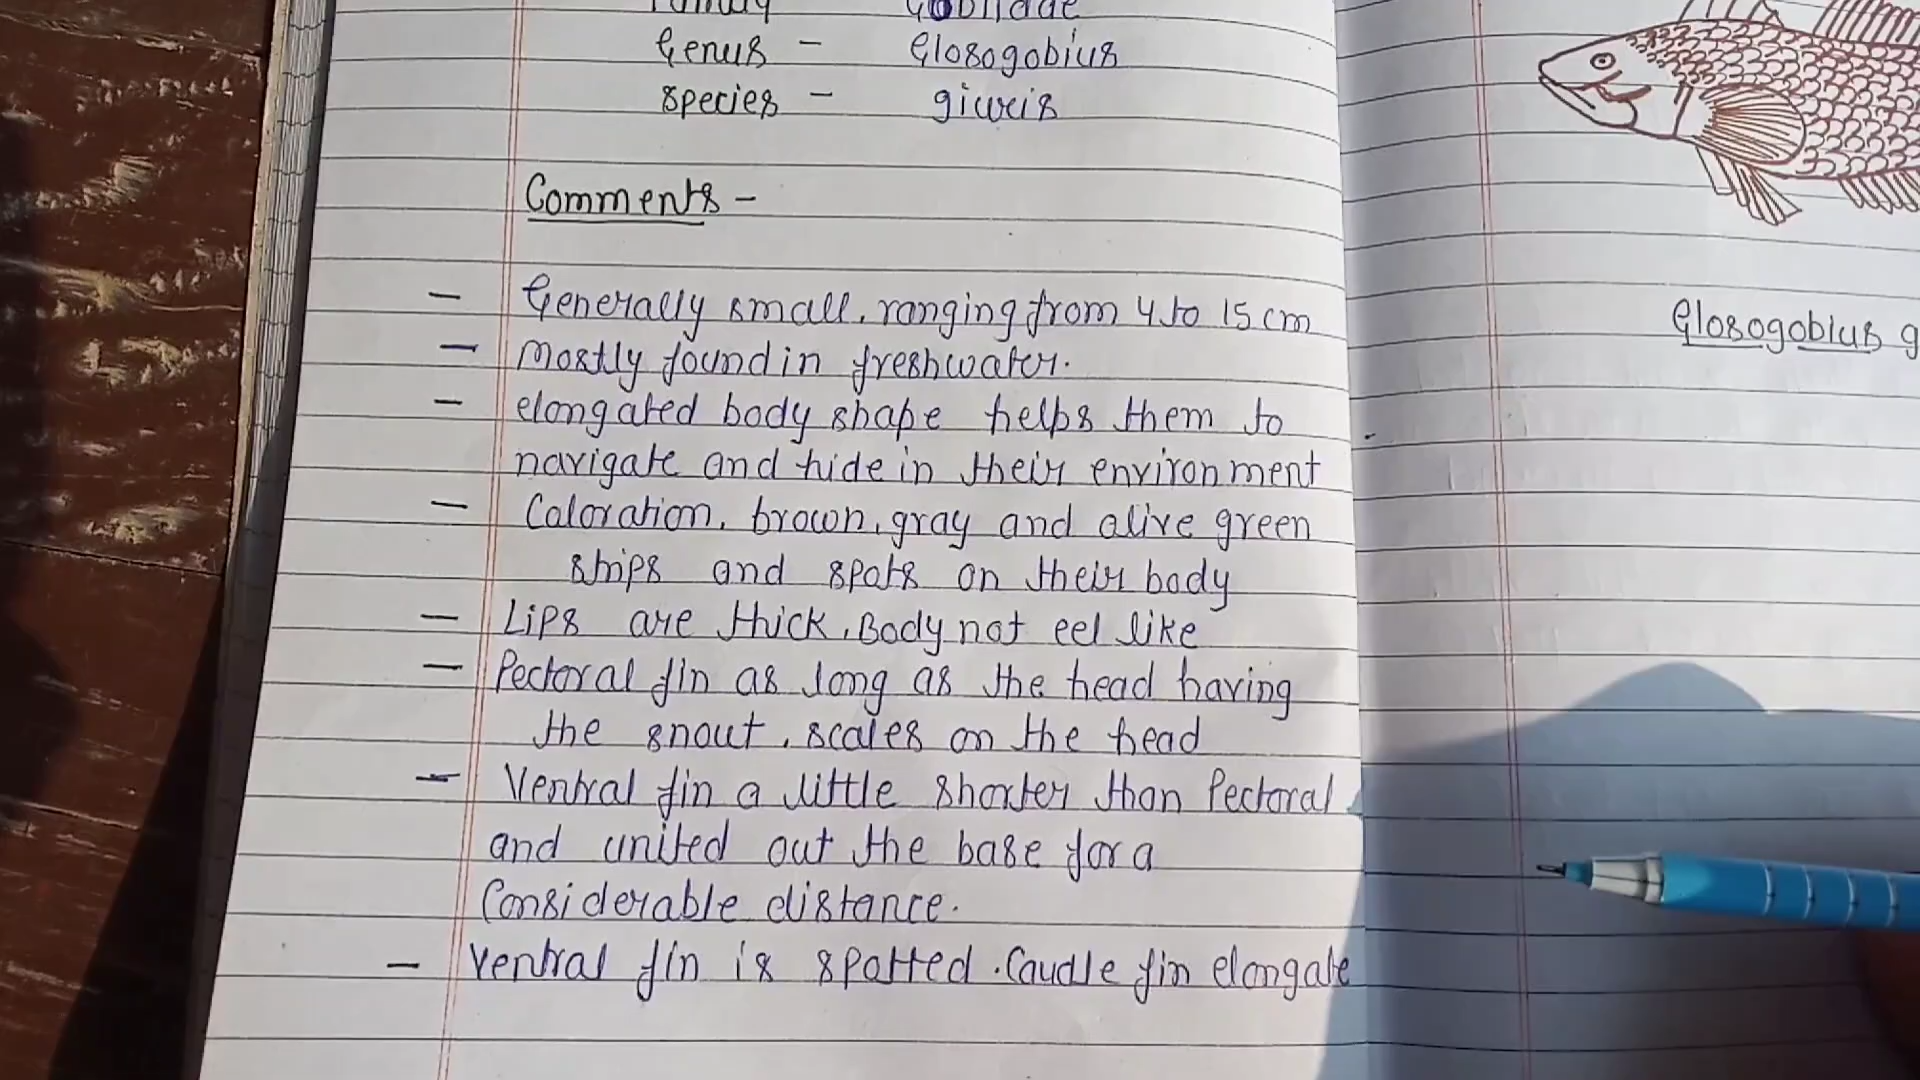 Family Gobiidae
Genus - Glosogobius
species - giuris
Comments -
- Generally small, ranging from 4 to 15 cm
- mostly found in freshwater.
- elongated body shape helps them to
navigate and hide in their environment
- Coloration, brown, gray and olive green
strips and spots on their body
- Lips are thick, Body not eel like
- Pectoral fin as long as the head having
the snout, scales on the head
- Ventral fin a little shorter than Pectoral
and united out the base for a
Considerable distance.
- Ventral fin is spotted. Caudle fin elongate
Glosogobius g